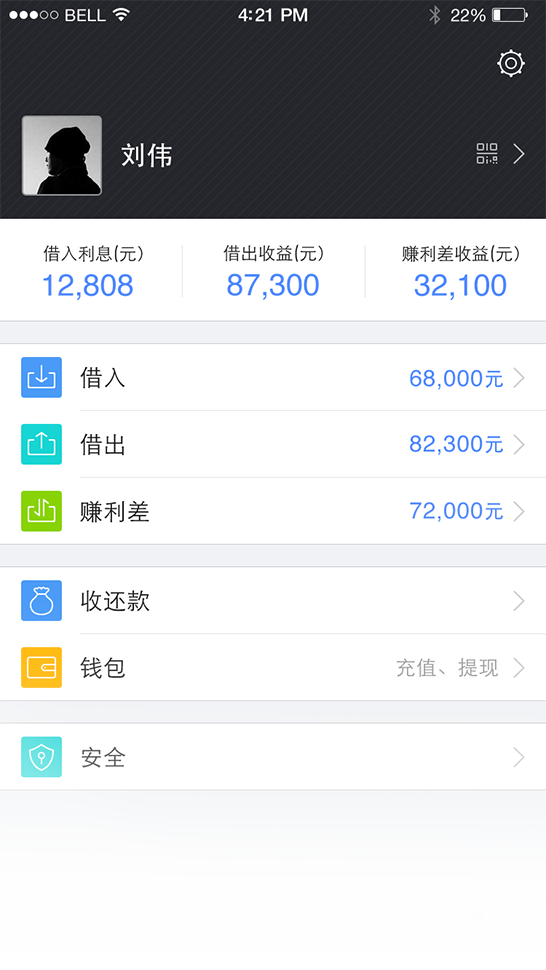 BELL 4:21 PM 22%
刘伟
借入利息(元) 借出收益(元) 赚利差收益(元)
12,808 87,300 32,100
借入 68,000元
借出 82,300元
赚利差 72,000元
收还款
钱包 充值、提现
安全